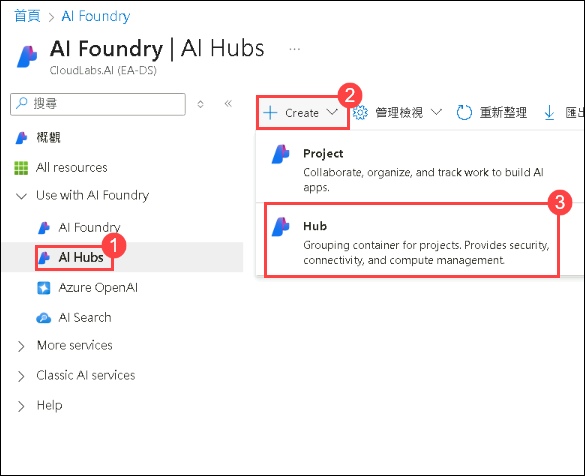 首頁 > AI Foundry
AI Foundry | AI Hubs ...
CloudLabs.AI (EA-DS)
搜尋
概觀
All resources
Use with AI Foundry
AI Foundry
1
AI Hubs
Azure OpenAI
AI Search
More services
Classic AI services
Help
2
Create
管理檢視
重新整理
匯出
Project
Collaborate, organize, and track work to build AI
apps.
3
Hub
Grouping container for projects. Provides security,
connectivity, and compute management.